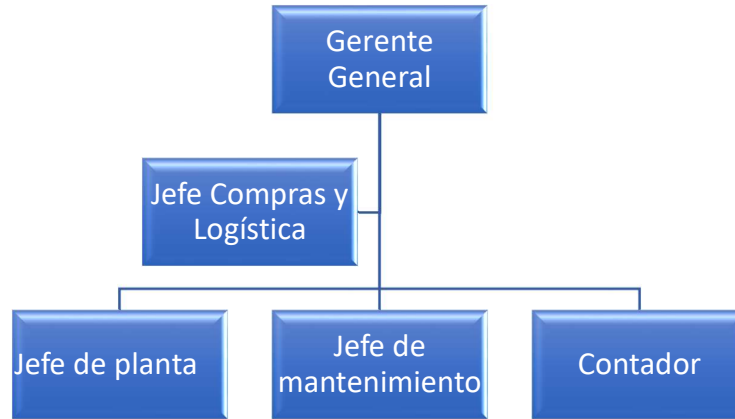 Gerente
General
Jefe Compras y
Logística
Jefe de planta
Jefe de
mantenimiento
Contador